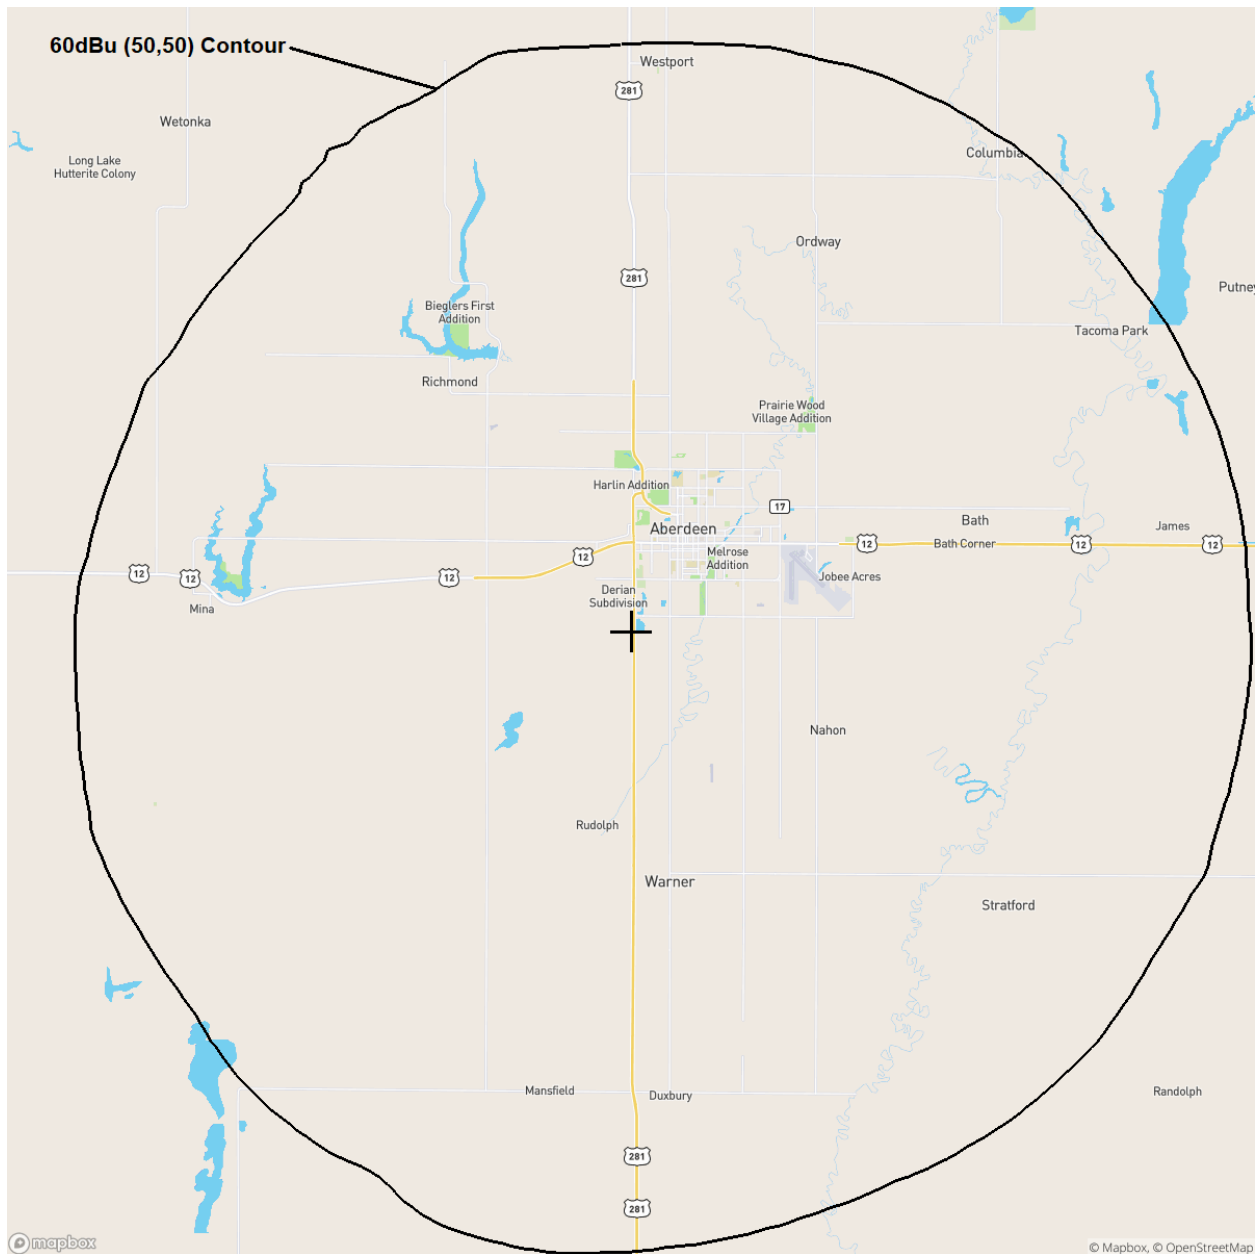 60dBu (50,50) Contour
Westport
281
Wetonka
Columbia
Long Lake
Hutterite Colony
Ordway
281
Putney
Bieglers First
Addition
Tacoma Park
Richmond
Prairie Wood
Village Addition
Harlin Addition
17
Bath
James
Aberdeen
12
Bath Corner
12
12
12
Melrose
Addition
12
12
12
Jobee Acres
Derian
Subdivision
Mina
Nahon
Rudolph
Warner
Stratford
Mansfield
Duxbury
Randolph
281
281
mapbox
© Mapbox, © OpenStreetMap